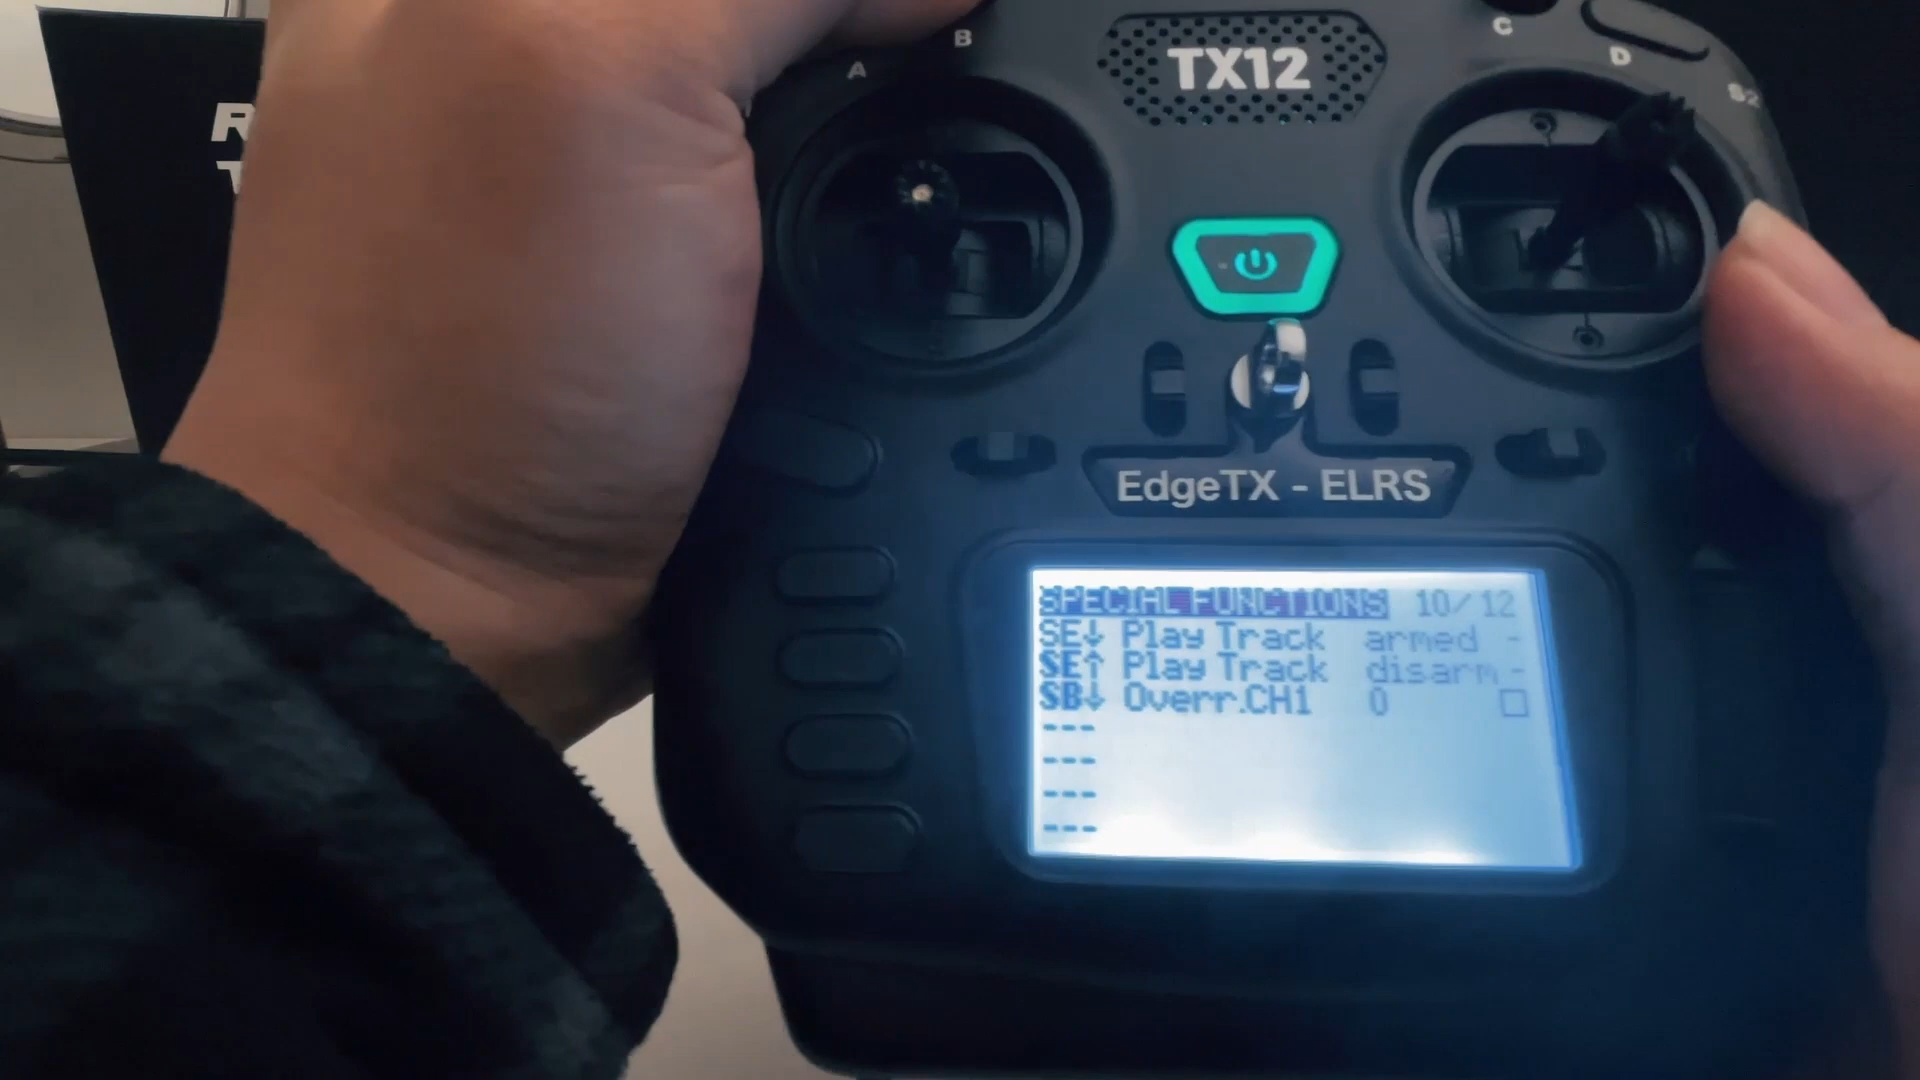 B
A
TX12
C
D
S2
R
T
EdgeTX - ELRS
SPECIAL FUNCTIONS 10/12
SE↓ Play Track armed -
SE↑ Play Track disarm -
SB↓ Overr.CH1 0
---
---
---
---